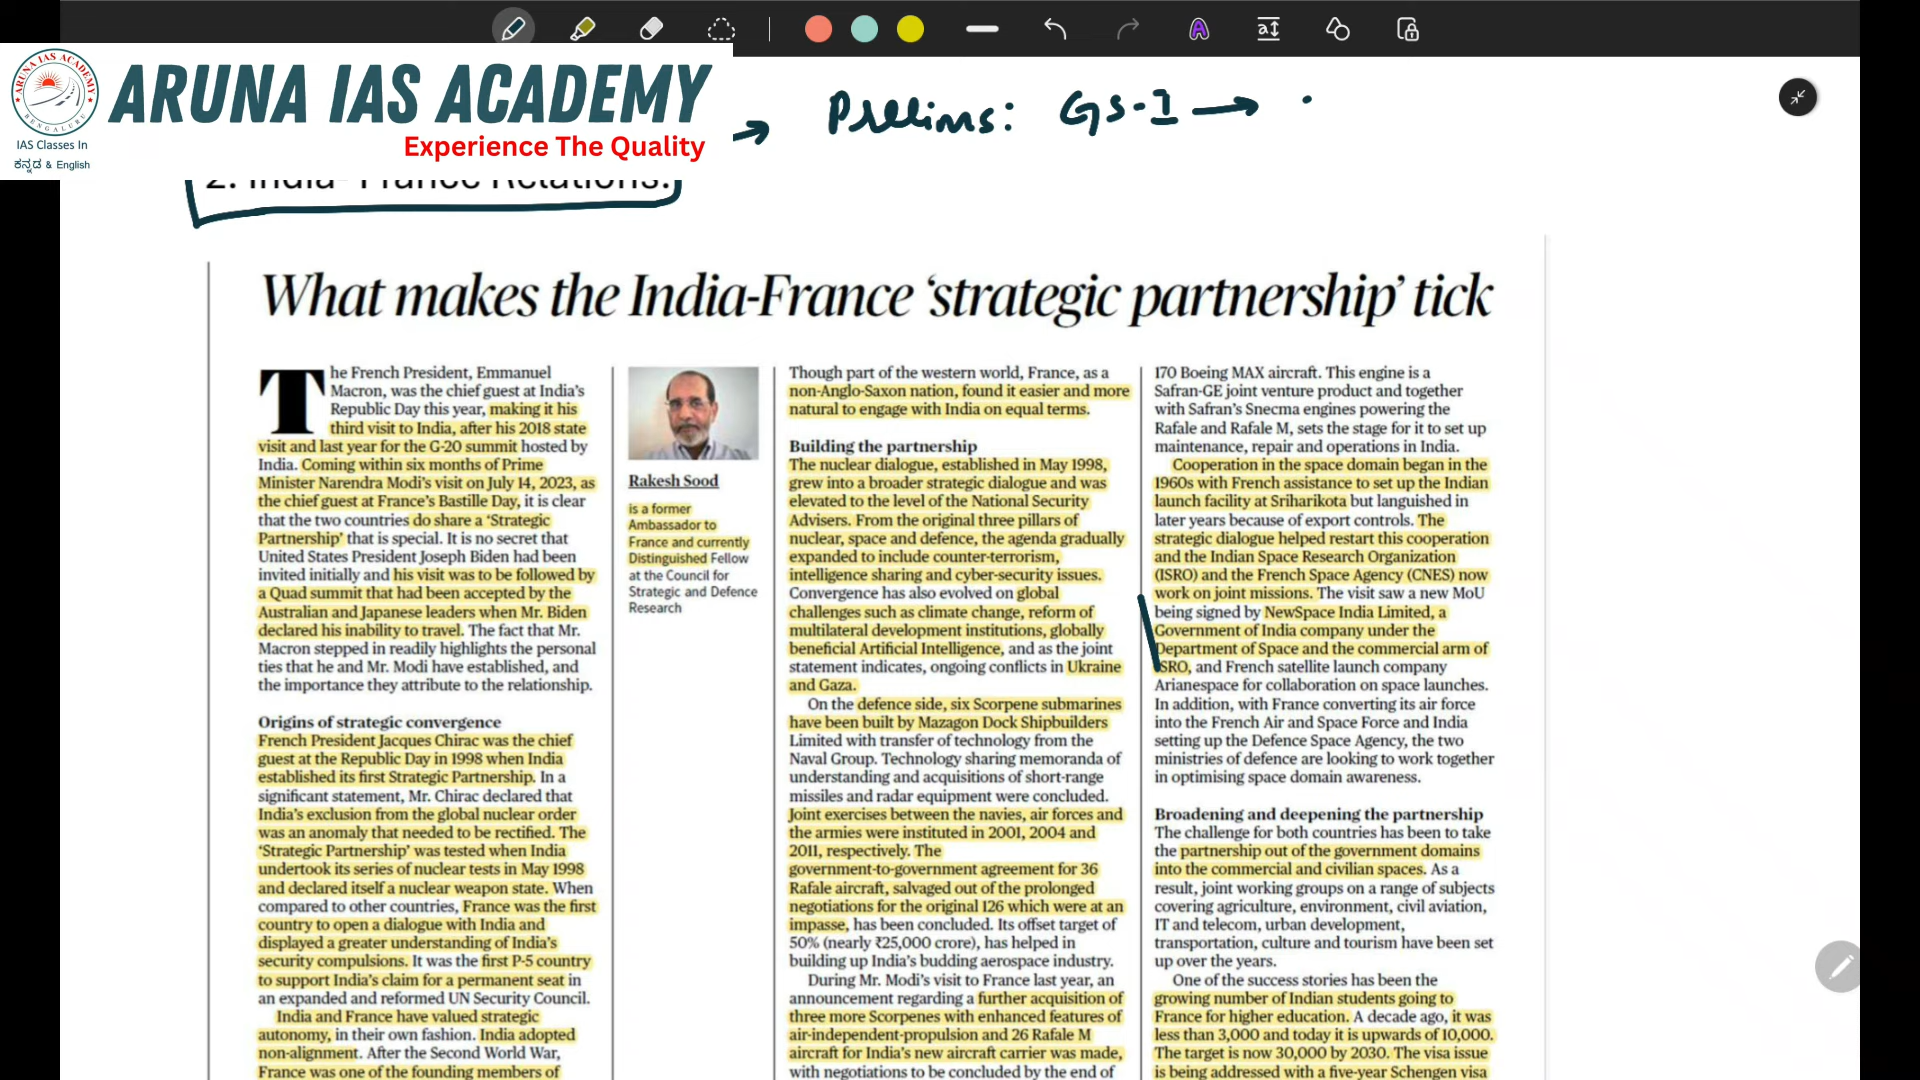 ARUNA IAS ACADEMY
Experience The Quality
ARUNA IAS ACADEMY
BENGALURU
IAS Classes In
ಕನ್ನಡ & English
→ Prelims: GS-I →
2. India- France Relations:
What makes the India-France ‘strategic partnership’ tick
The French President, Emmanuel
Macron, was the chief guest at India’s
Republic Day this year, making it his
third visit to India, after his 2018 state
visit and last year for the G-20 summit hosted by
India. Coming within six months of Prime
Minister Narendra Modi’s visit on July 14, 2023, as
the chief guest at France’s Bastille Day, it is clear
that the two countries do share a ‘Strategic
Partnership’ that is special. It is no secret that
United States President Joseph Biden had been
invited initially and his visit was to be followed by
a Quad summit that had been accepted by the
Australian and Japanese leaders when Mr. Biden
declared his inability to travel. The fact that Mr.
Macron stepped in readily highlights the personal
ties that he and Mr. Modi have established, and
the importance they attribute to the relationship.
Origins of strategic convergence
French President Jacques Chirac was the chief
guest at the Republic Day in 1998 when India
established its first Strategic Partnership. In a
significant statement, Mr. Chirac declared that
India’s exclusion from the global nuclear order
was an anomaly that needed to be rectified. The
‘Strategic Partnership’ was tested when India
undertook its series of nuclear tests in May 1998
and declared itself a nuclear weapon state. When
compared to other countries, France was the first
country to open a dialogue with India and
displayed a greater understanding of India’s
security compulsions. It was the first P-5 country
to support India’s claim for a permanent seat in
an expanded and reformed UN Security Council.
India and France have valued strategic
autonomy, in their own fashion. India adopted
non-alignment. After the Second World War,
France was one of the founding members of
Rakesh Sood
is a former
Ambassador to
France and currently
Distinguished Fellow
at the Council for
Strategic and Defence
Research
Though part of the western world, France, as a
non-Anglo-Saxon nation, found it easier and more
natural to engage with India on equal terms.
Building the partnership
The nuclear dialogue, established in May 1998,
grew into a broader strategic dialogue and was
elevated to the level of the National Security
Advisers. From the original three pillars of
nuclear, space and defence, the agenda gradually
expanded to include counter-terrorism,
intelligence sharing and cyber-security issues.
Convergence has also evolved on global
challenges such as climate change, reform of
multilateral development institutions, globally
beneficial Artificial Intelligence, and as the joint
statement indicates, ongoing conflicts in Ukraine
and Gaza.
On the defence side, six Scorpene submarines
have been built by Mazagon Dock Shipbuilders
Limited with transfer of technology from the
Naval Group. Technology sharing memoranda of
understanding and acquisitions of short-range
missiles and radar equipment were concluded.
Joint exercises between the navies, air forces and
the armies were instituted in 2001, 2004 and
2011, respectively. The
government-to-government agreement for 36
Rafale aircraft, salvaged out of the prolonged
negotiations for the original 126 which were at an
impasse, has been concluded. Its offset target of
50% (nearly ₹25,000 crore), has helped in
building up India’s budding aerospace industry.
During Mr. Modi’s visit to France last year, an
announcement regarding a further acquisition of
three more Scorpenes with enhanced features of
air-independent-propulsion and 26 Rafale M
aircraft for India’s new aircraft carrier was made,
with negotiations to be concluded by the end of
170 Boeing MAX aircraft. This engine is a
Safran-GE joint venture product and together
with Safran’s Snecma engines powering the
Rafale and Rafale M, sets the stage for it to set up
maintenance, repair and operations in India.
Cooperation in the space domain began in the
1960s with French assistance to set up the Indian
launch facility at Sriharikota but languished in
later years because of export controls. The
strategic dialogue helped restart this cooperation
and the Indian Space Research Organization
(ISRO) and the French Space Agency (CNES) now
work on joint missions. The visit saw a new MoU
being signed by NewSpace India Limited, a
Government of India company under the
Department of Space and the commercial arm of
ISRO, and French satellite launch company
Arianespace for collaboration on space launches.
In addition, with France converting its air force
into the French Air and Space Force and India
setting up the Defence Space Agency, the two
ministries of defence are looking to work together
in optimising space domain awareness.
Broadening and deepening the partnership
The challenge for both countries has been to take
the partnership out of the government domains
into the commercial and civilian spaces. As a
result, joint working groups on a range of subjects
covering agriculture, environment, civil aviation,
IT and telecom, urban development,
transportation, culture and tourism have been set
up over the years.
One of the success stories has been the
growing number of Indian students going to
France for higher education. A decade ago, it was
less than 3,000 and today it is upwards of 10,000.
The target is now 30,000 by 2030. The visa issue
is being addressed with a five-year Schengen visa